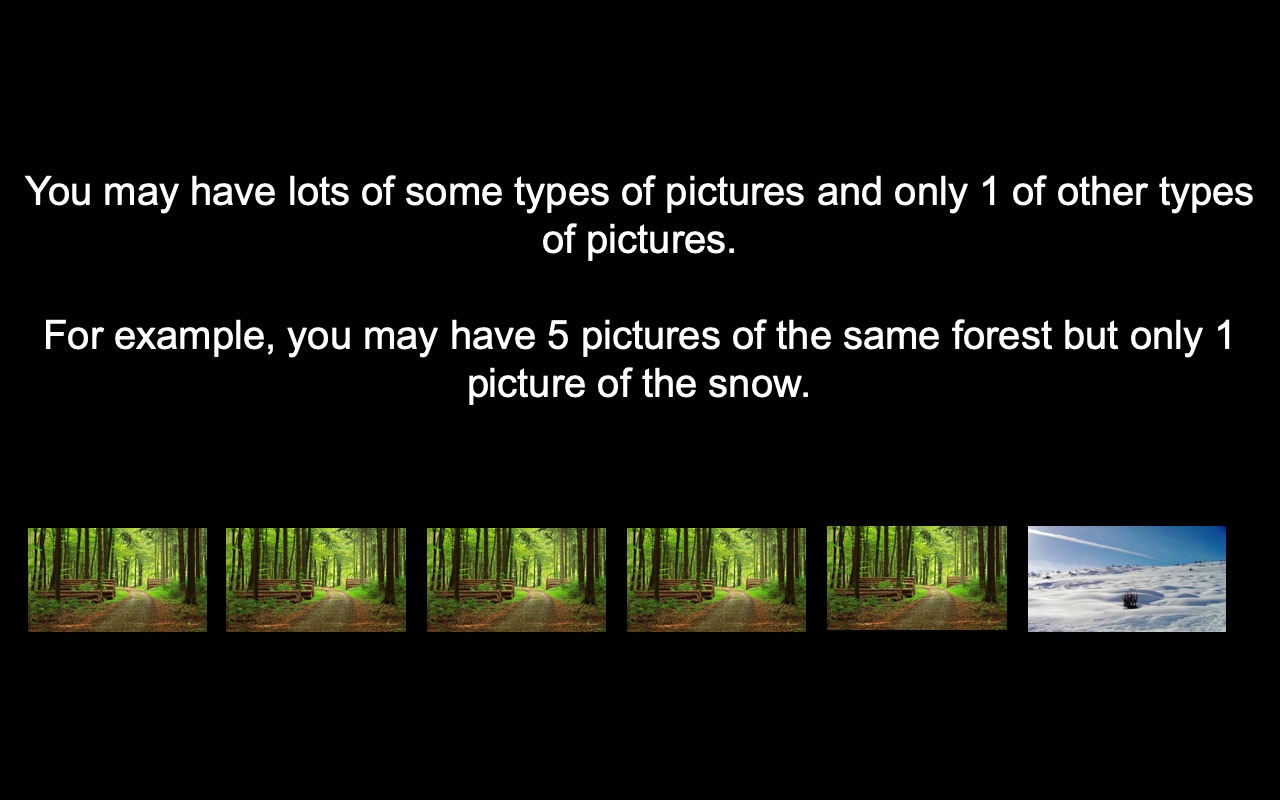 You may have lots of some types of pictures and only 1 of other types
of pictures.
For example, you may have 5 pictures of the same forest but only 1
picture of the snow.